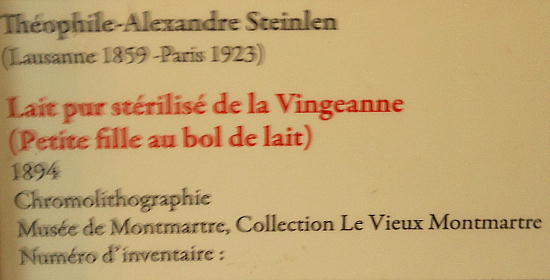 Théophile-Alexandre Steinlen
(Lausanne 1859 -Paris 1923)
Lait pur stérilisé de la Vingeanne
(Petite fille au bol de lait)
1894
Chromolithographie
Musée de Montmartre, Collection Le Vieux Montmartre
Numéro d'inventaire :